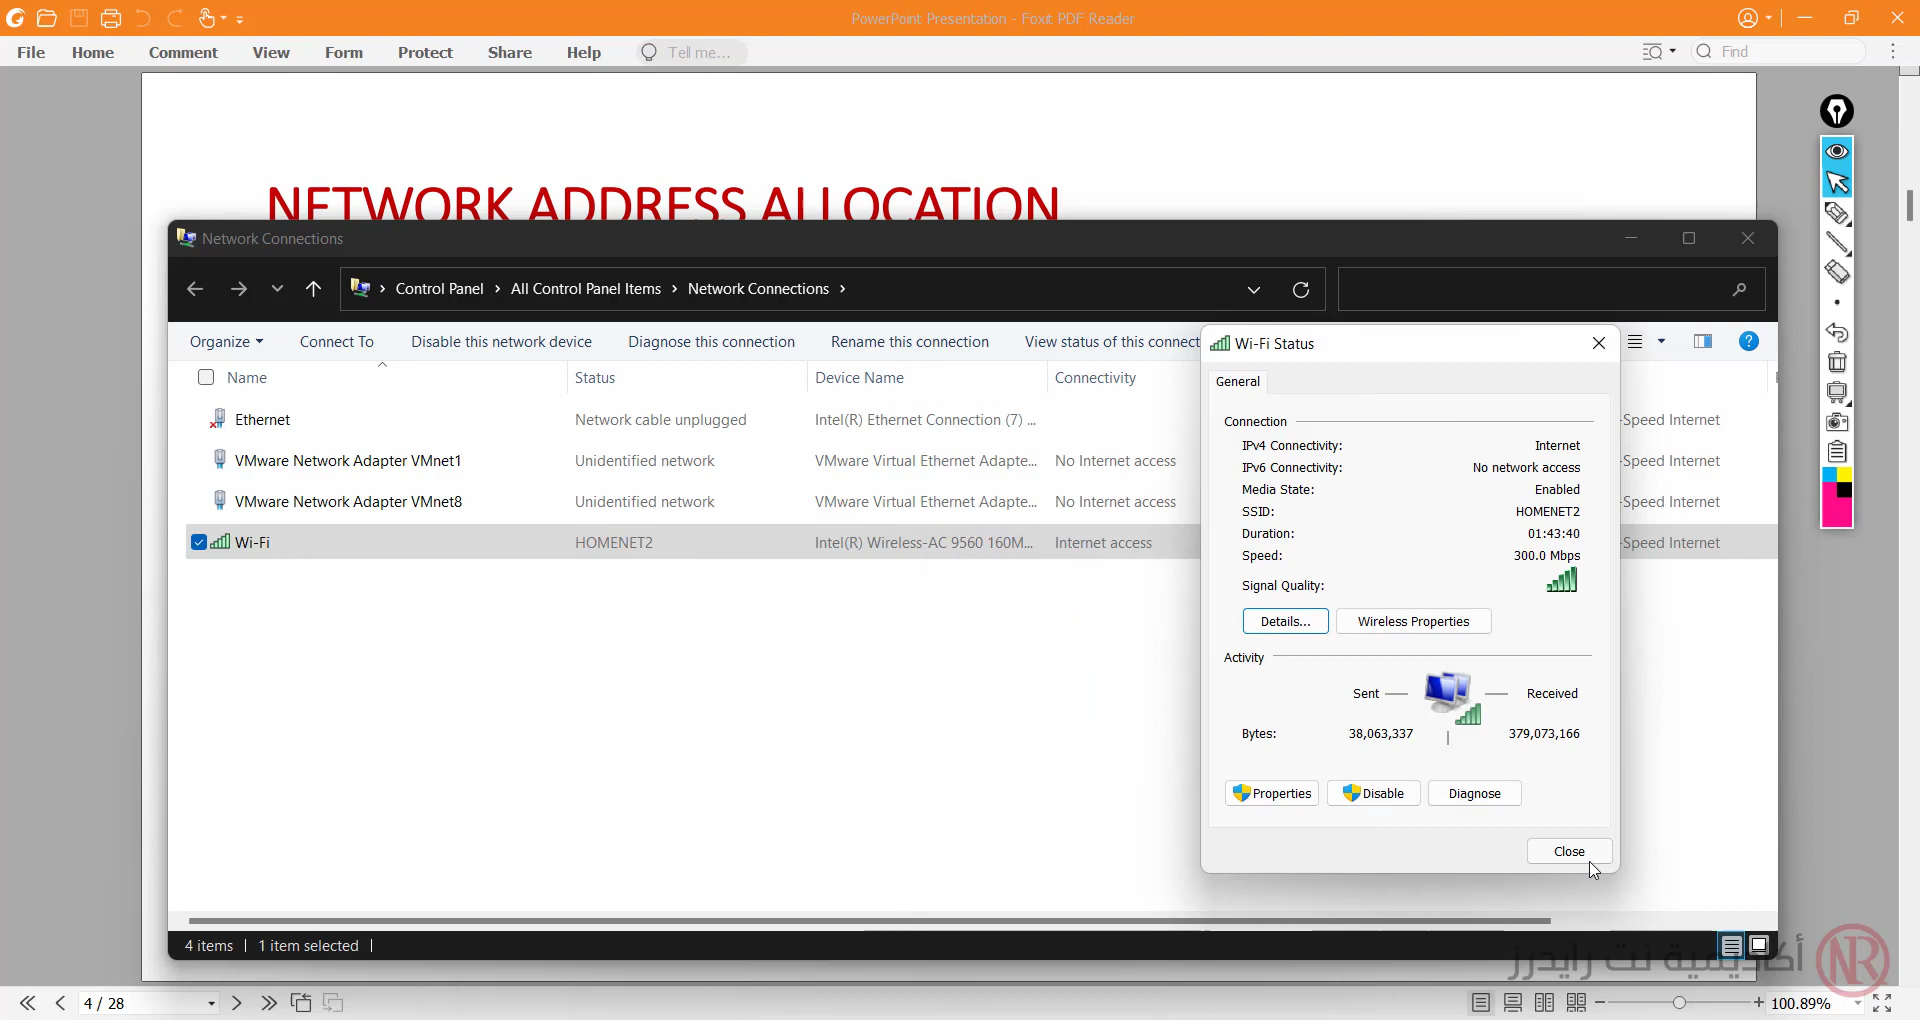 PowerPoint Presentation - Foxit PDF Reader
File Home Comment View Form Protect Share Help Tell me... Find
NETWORK ADDRESS ALLOCATION
Network Connections
Control Panel > All Control Panel Items > Network Connections >
Organize Connect To Disable this network device Diagnose this connection Rename this connection View status of this connect
Name Status Device Name Connectivity
Ethernet Network cable unplugged Intel(R) Ethernet Connection (7) ... -Speed Internet
VMware Network Adapter VMnet1 Unidentified network VMware Virtual Ethernet Adapte... No Internet access -Speed Internet
VMware Network Adapter VMnet8 Unidentified network VMware Virtual Ethernet Adapte... No Internet access -Speed Internet
Wi-Fi HOMENET2 Intel(R) Wireless-AC 9560 160M... Internet access -Speed Internet
Wi-Fi Status
General
Connection
IPv4 Connectivity: Internet
IPv6 Connectivity: No network access
Media State: Enabled
SSID: HOMENET2
Duration: 01:43:40
Speed: 300.0 Mbps
Signal Quality:
Details... Wireless Properties
Activity
Sent Received
Bytes: 38,063,337 379,073,166
Properties Disable Diagnose
Close
4 items 1 item selected
أكاديمية نت رايدرز NR
4 / 28 100.89%